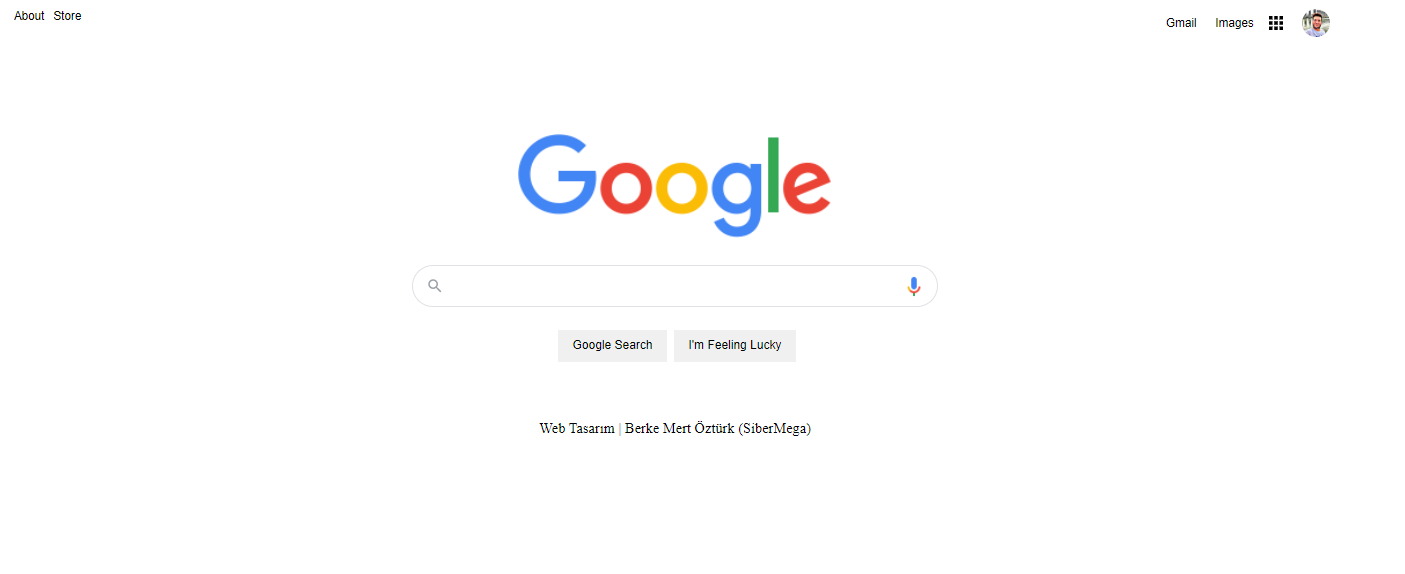 About Store
Gmail Images
Google
Google Search I'm Feeling Lucky
Web Tasarım | Berke Mert Öztürk (SiberMega)